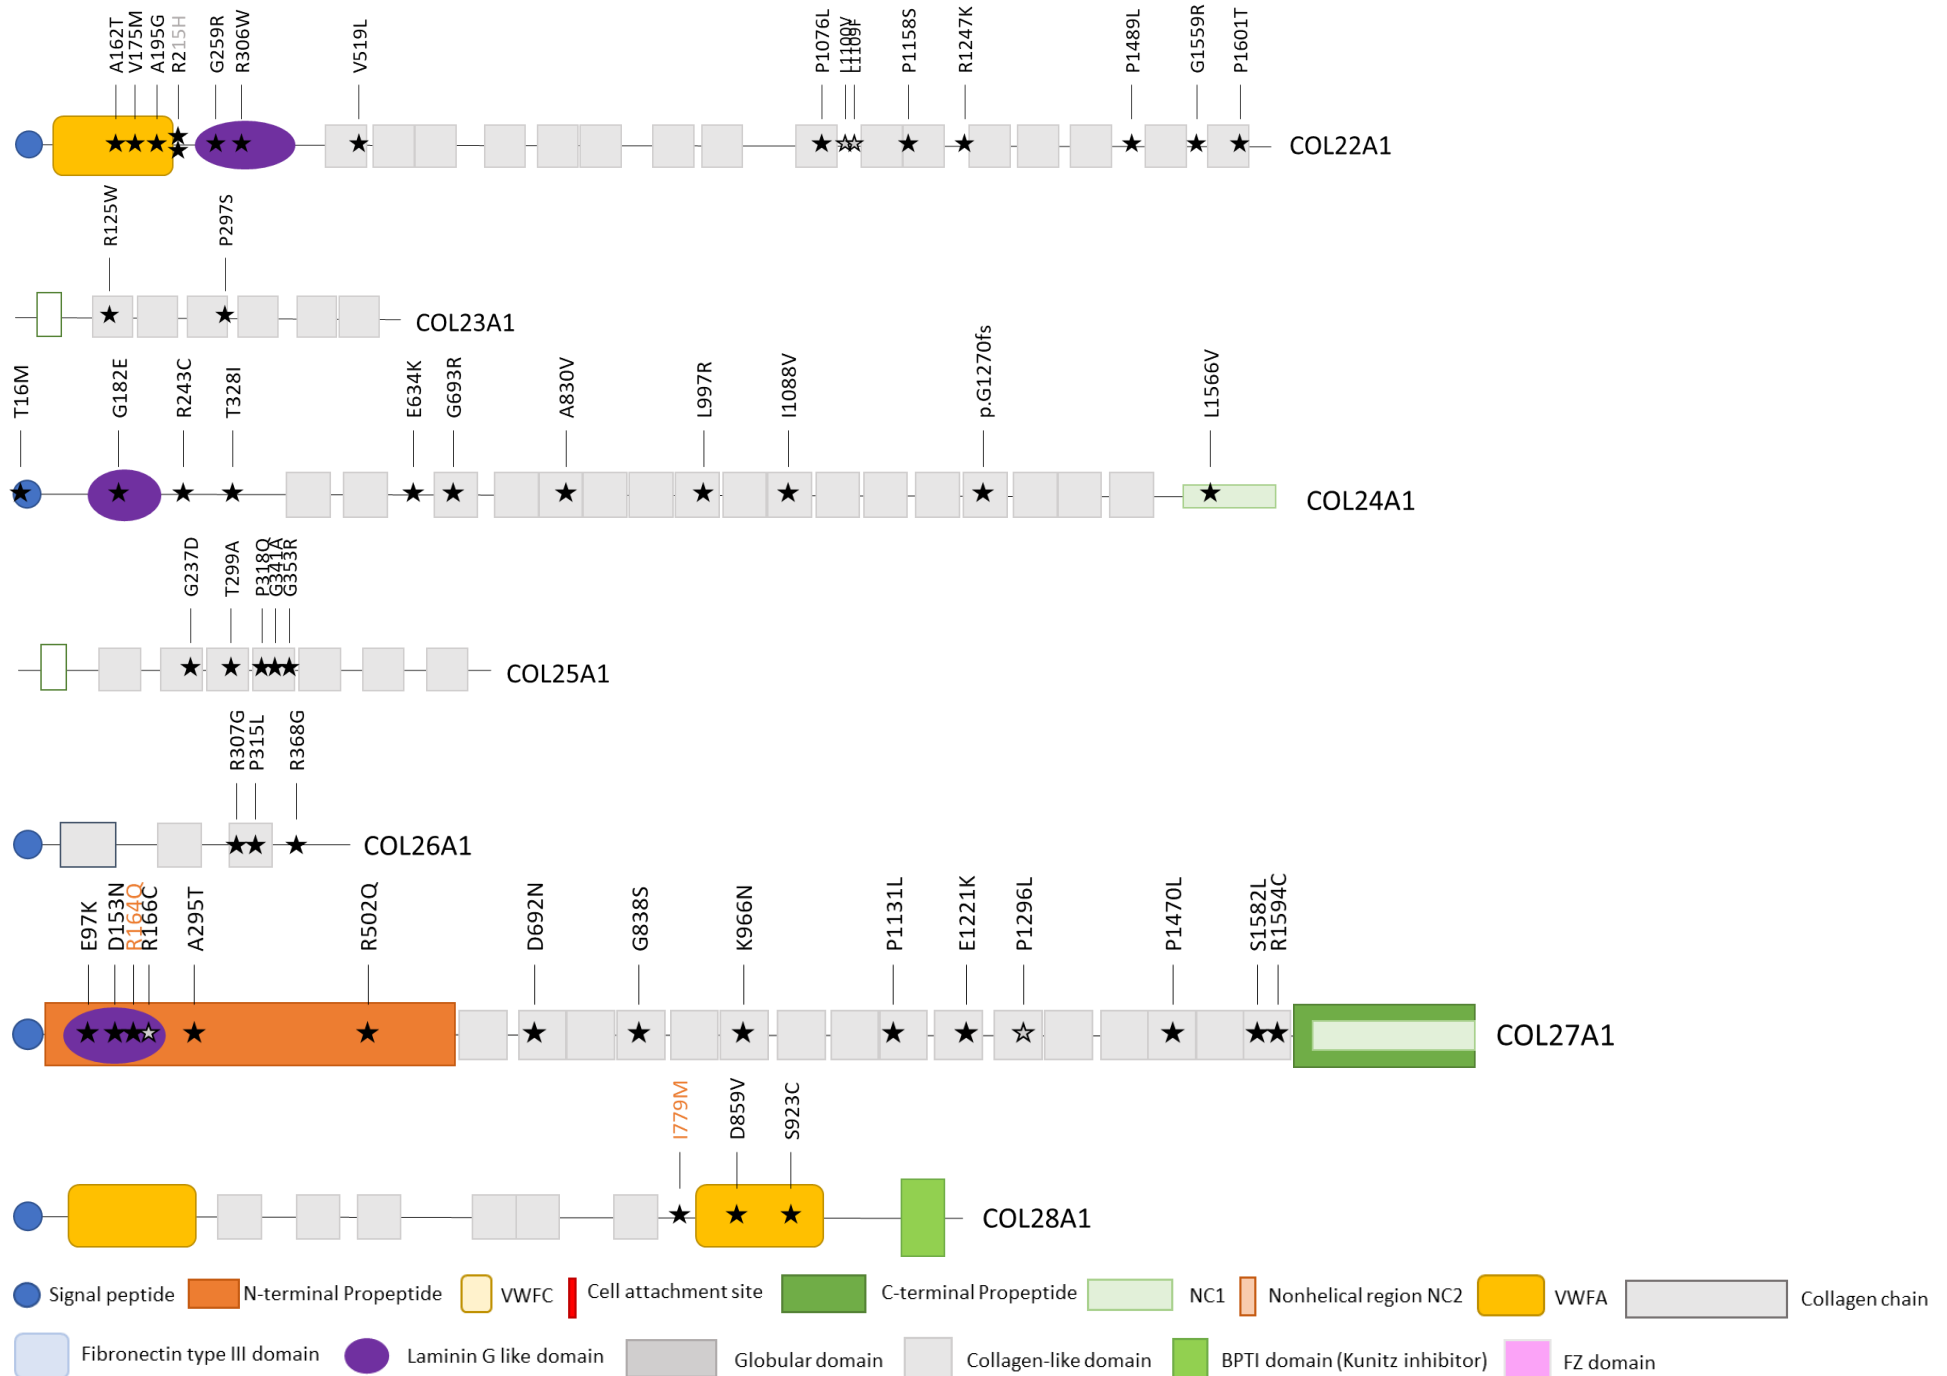 A162T V175M A195G R215H G259R R306W V519L P1076L L1100V L1109F P1158S R1247K P1489L G1559R P1601T
COL22A1
R125W P297S
COL23A1
T16M G182E R243C T328I E634K G693R A830V L997R I1088V p.G1270fs L1566V
COL24A1
G237D T299A P318Q G341A G353R
COL25A1
R307G P315L R368G
COL26A1
E97K D153N R164Q R166C A295T R502Q D692N G838S K966N P1131L E1221K P1296L P1470L S1582L R1594C
COL27A1
I779M D859V S923C
COL28A1
Signal peptide N-terminal Propeptide VWFC Cell attachment site C-terminal Propeptide NC1 Nonhelical region NC2 VWFA Collagen chain
Fibronectin type III domain Laminin G like domain Globular domain Collagen-like domain BPTI domain (Kunitz inhibitor) FZ domain